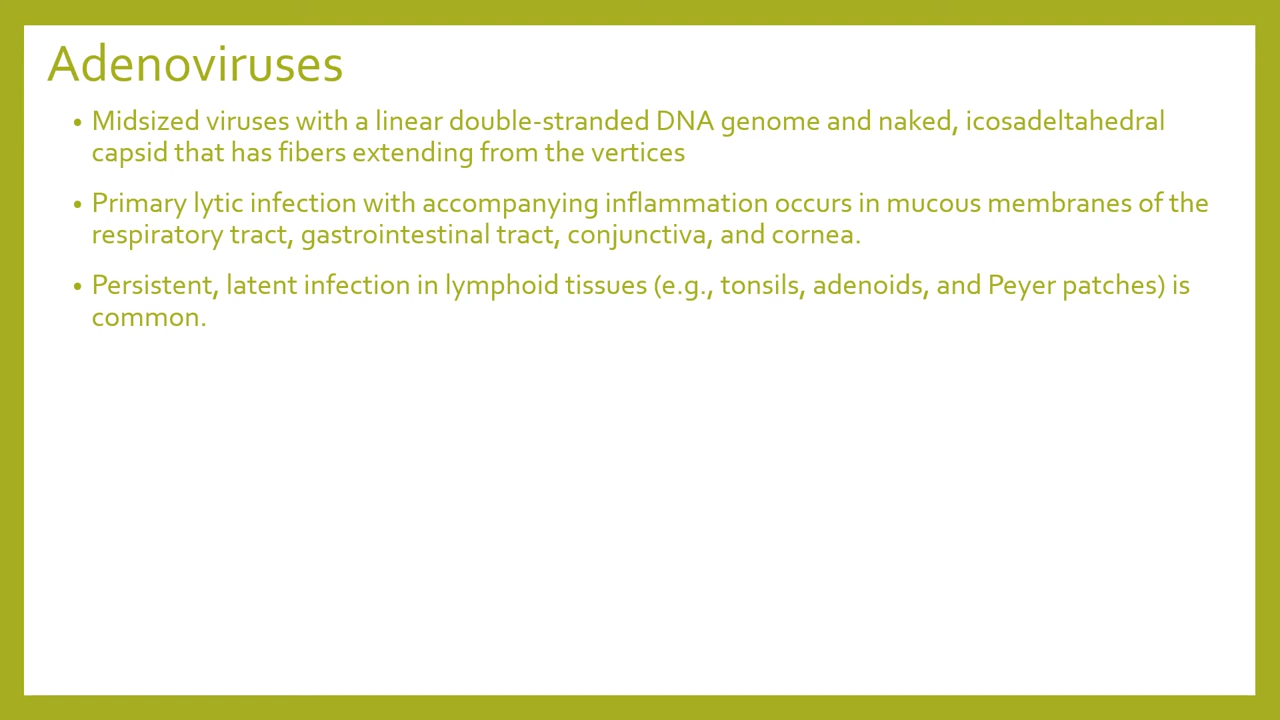 Adenoviruses
• Midsized viruses with a linear double-stranded DNA genome and naked, icosadeltahedral
capsid that has fibers extending from the vertices
• Primary lytic infection with accompanying inflammation occurs in mucous membranes of the
respiratory tract, gastrointestinal tract, conjunctiva, and cornea.
• Persistent, latent infection in lymphoid tissues (e.g., tonsils, adenoids, and Peyer patches) is
common.